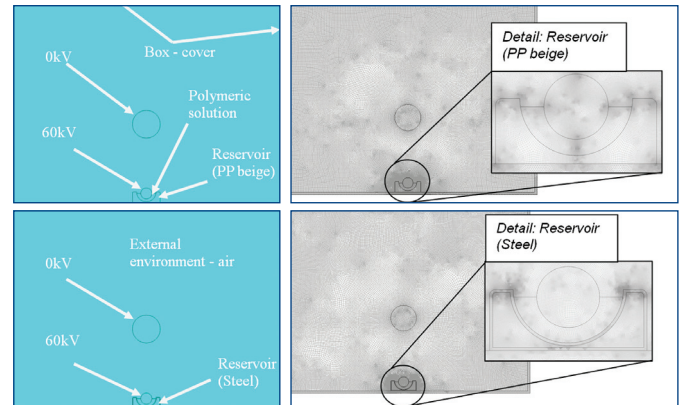 Box - cover
0kV
Polymeric
solution
60kV
Reservoir
(PP beige)
Detail: Reservoir
(PP beige)
External
environment - air
0kV
60kV
Reservoir
(Steel)
Detail: Reservoir
(Steel)